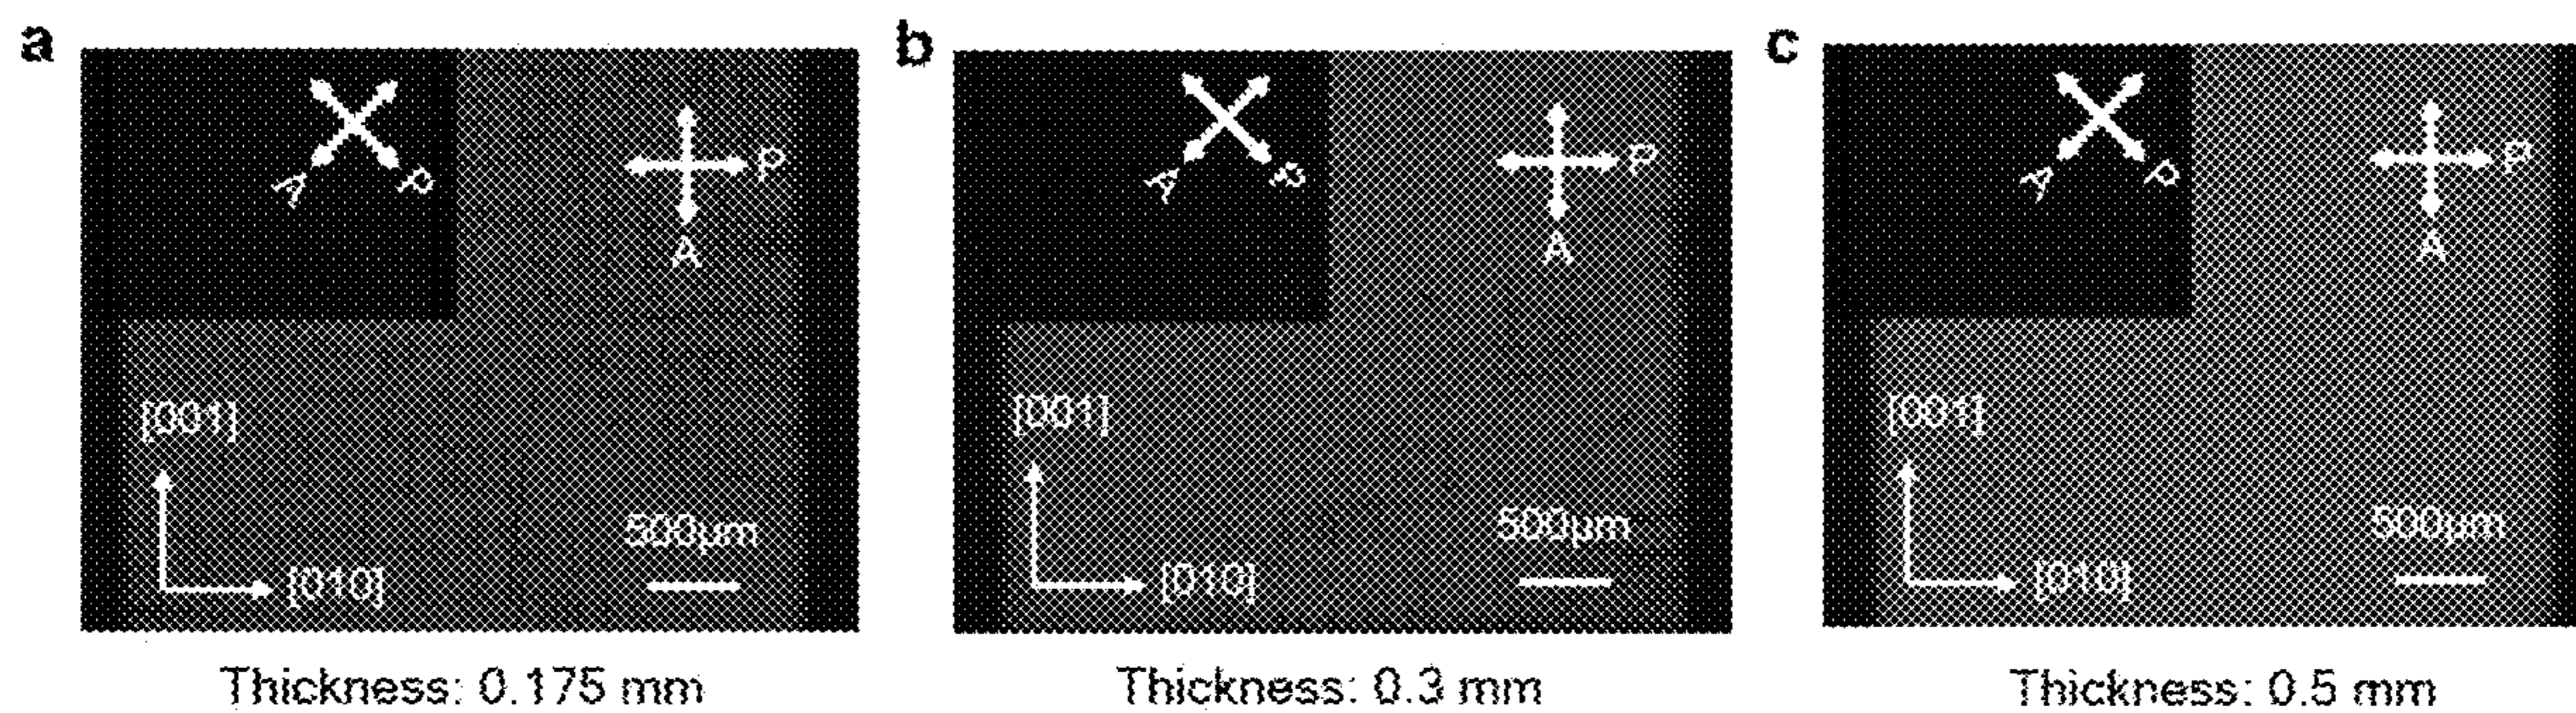 a
A
P
P
A
[001]
[010]
500μm
Thickness: 0.175 mm
b
A
P
P
A
[001]
[010]
500μm
Thickness: 0.3 mm
c
A
P
P
A
[001]
[010]
500μm
Thickness: 0.5 mm